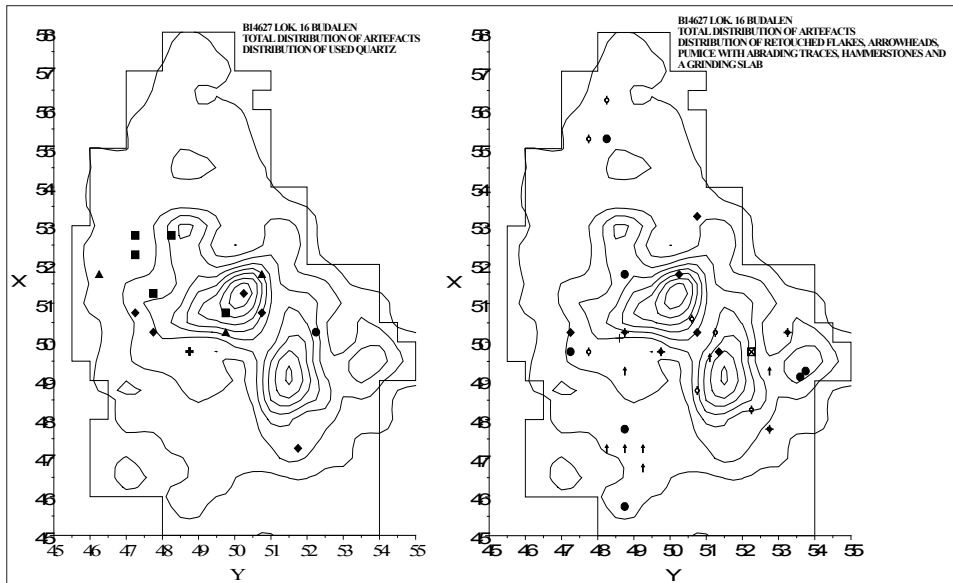 B14627 LOK. 16 BUDALEN
TOTAL DISTRIBUTION OF ARTEFACTS
DISTRIBUTION OF USED QUARTZ
58
57
56
55
54
53
52
51
50
49
48
47
46
45
X
45 46 47 48 49 50 51 52 53 54 55
Y
B14627 LOK. 16 BUDALEN
TOTAL DISTRIBUTION OF ARTEFACTS
DISTRIBUTION OF RETOUCHED FLAKES, ARROWHEADS,
PUMICE WITH ABRADING TRACES, HAMMERSTONES AND
A GRINDING SLAB
58
57
56
55
54
53
52
51
50
49
48
47
46
45
X
45 46 47 48 49 50 51 52 53 54 55
Y